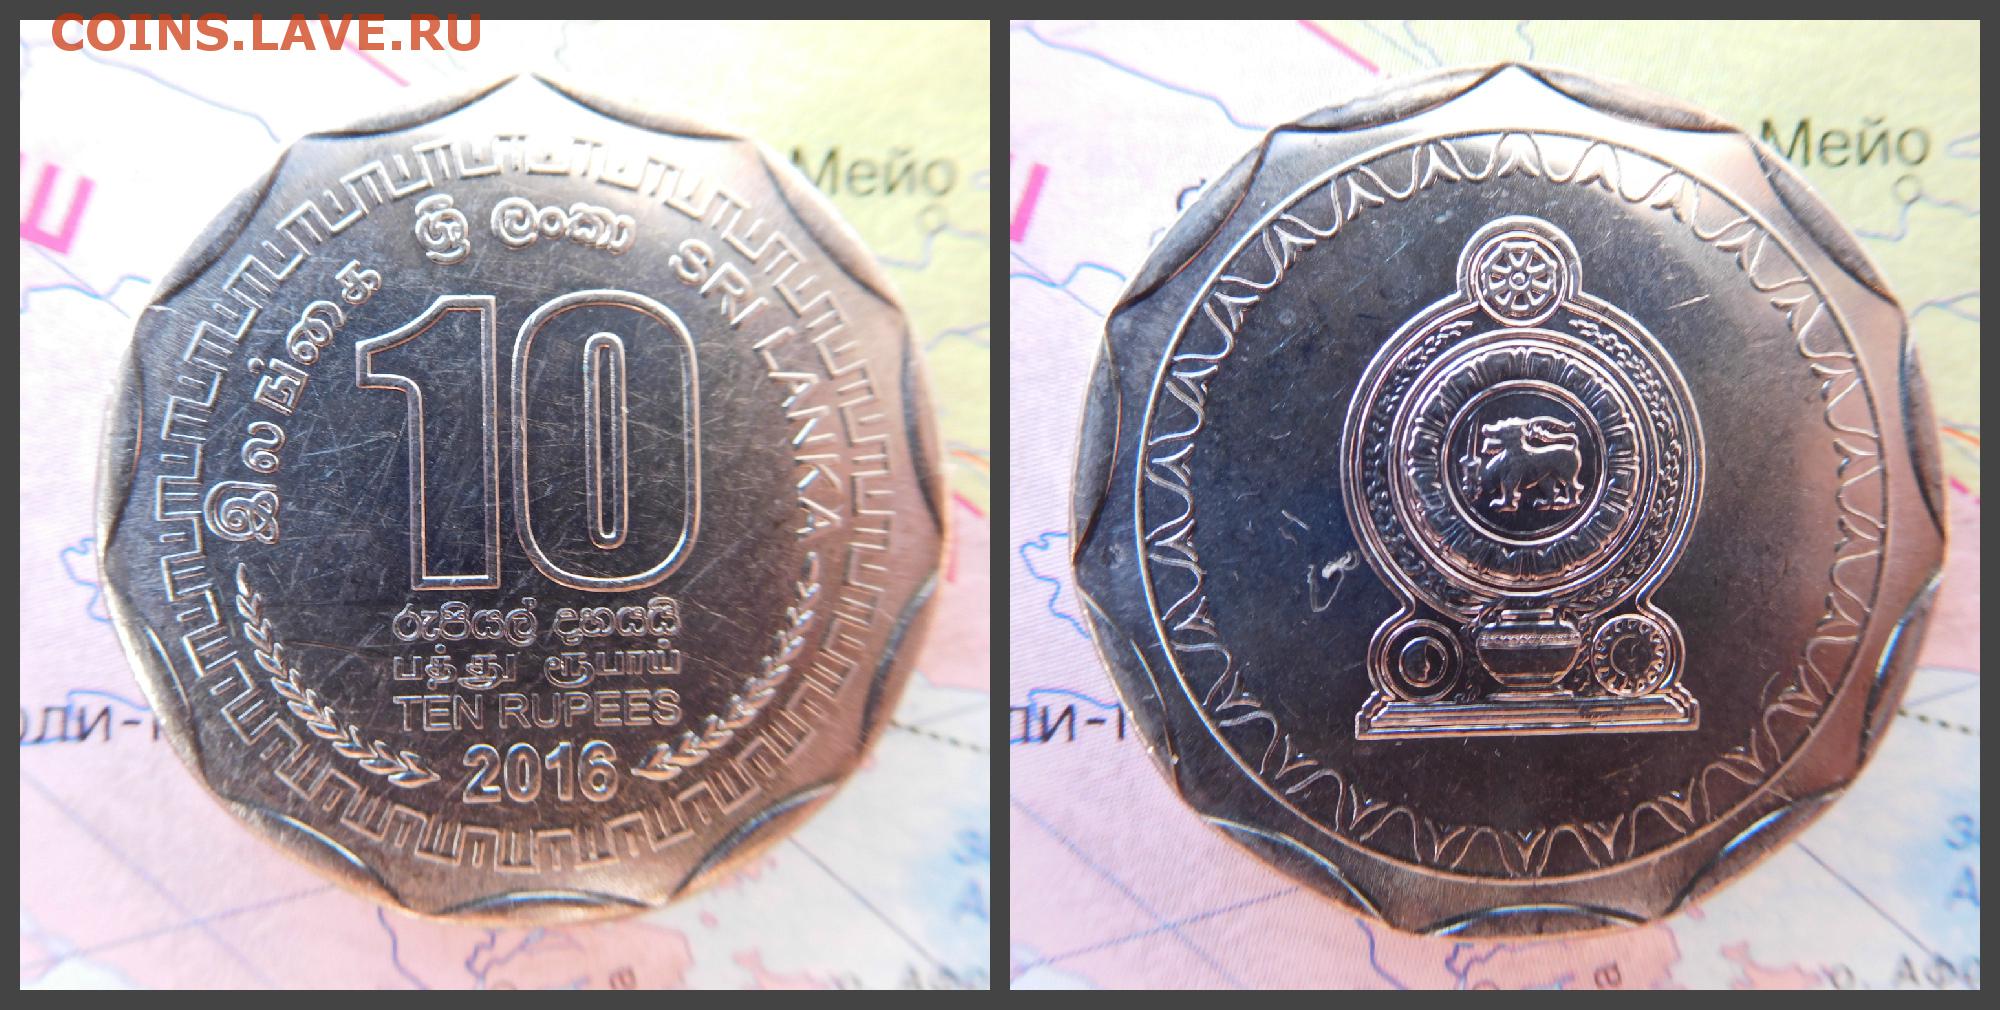 COINS.LAVE.RU
Ш
Мейо
இலங்கை ශ්‍රී ලංකා SRI LANKA
10
රුපියල් දහයයි
பத்து ரூபாய்
TEN RUPEES
2016
Мейо